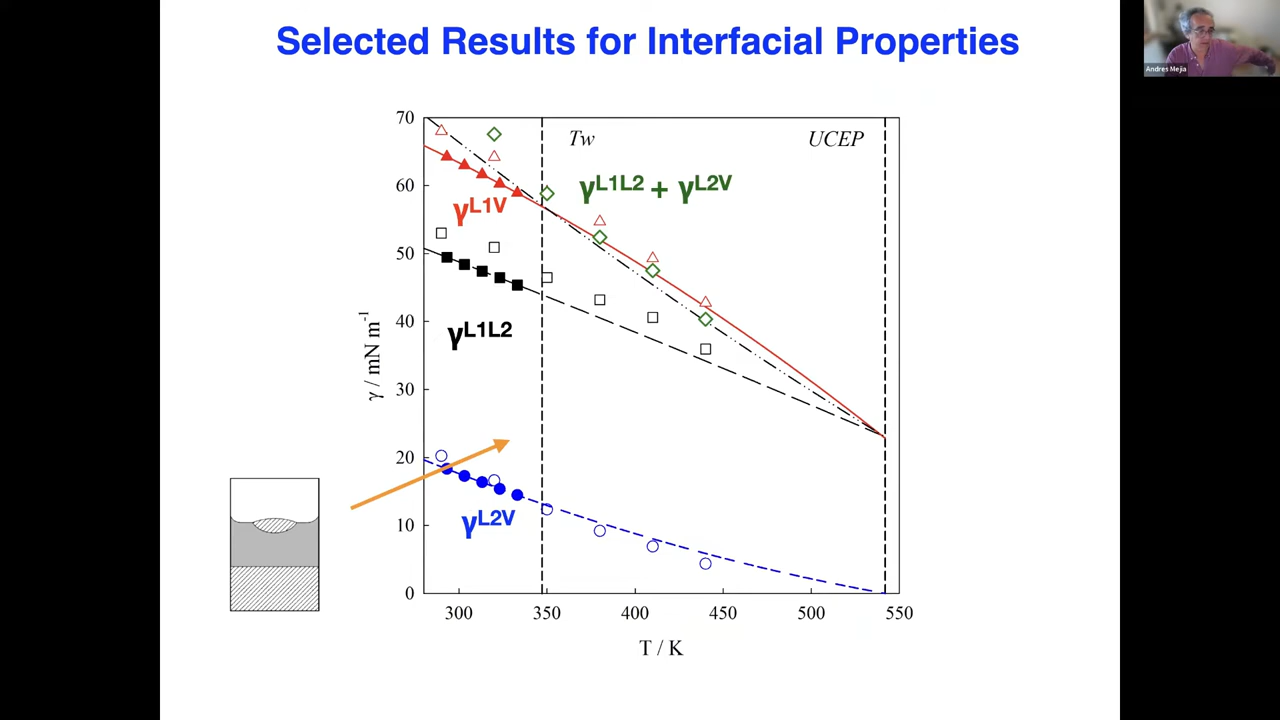 Selected Results for Interfacial Properties
Andres Mejia
70
60
50
40
30
20
10
0
γ / mN m⁻¹
Tw
UCEP
γL1L2 + γL2V
γL1V
γL1L2
γL2V
300 350 400 450 500 550
T / K